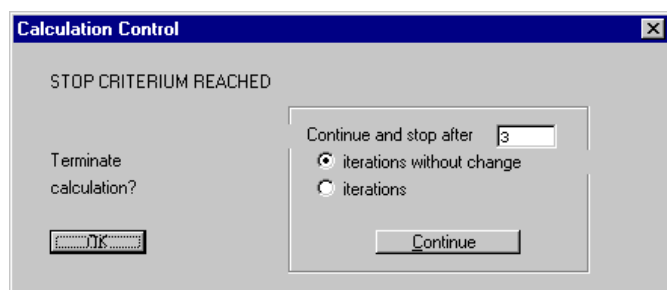 Calculation Control
STOP CRITERIUM REACHED
Continue and stop after 3
iterations without change
iterations
Terminate
calculation?
OK
Continue